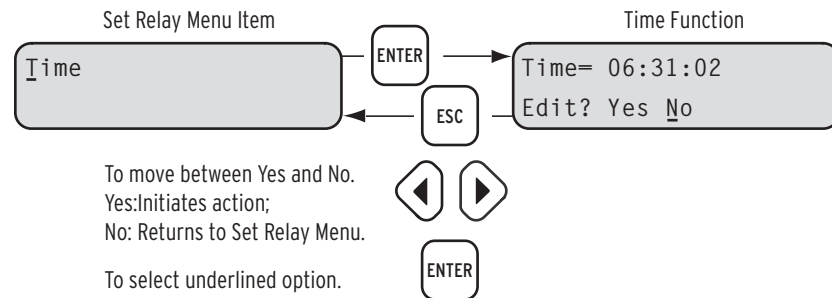 Set Relay Menu Item
Time Function
Time
ENTER
Time= 06:31:02
Edit? Yes No
ESC
To move between Yes and No.
Yes:Initiates action;
No: Returns to Set Relay Menu.
To select underlined option.
ENTER